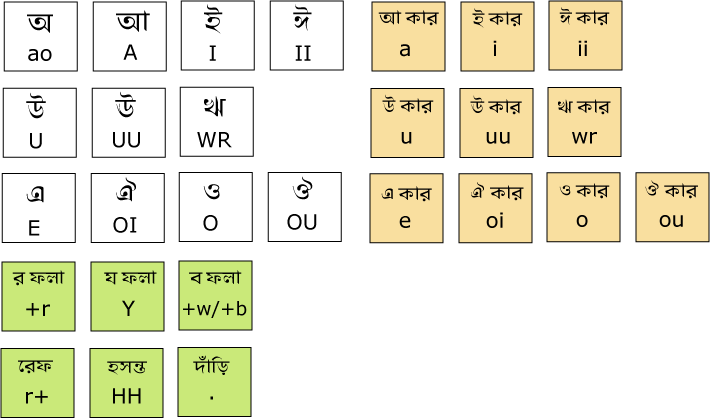 অ আ ই ঈ আ কার ই কার ঈ কার
ao A I II a i ii
উ ঊ ঋ উ কার ঊ কার ঋ কার
U UU WR u uu wr
এ ঐ ও ঔ এ কার ঐ কার ও কার ঔ কার
E OI O OU e oi o ou
র ফলা য ফলা ব ফলা
+r Y +w/+b
রেফ হসন্ত দাঁড়ি
r+ HH .